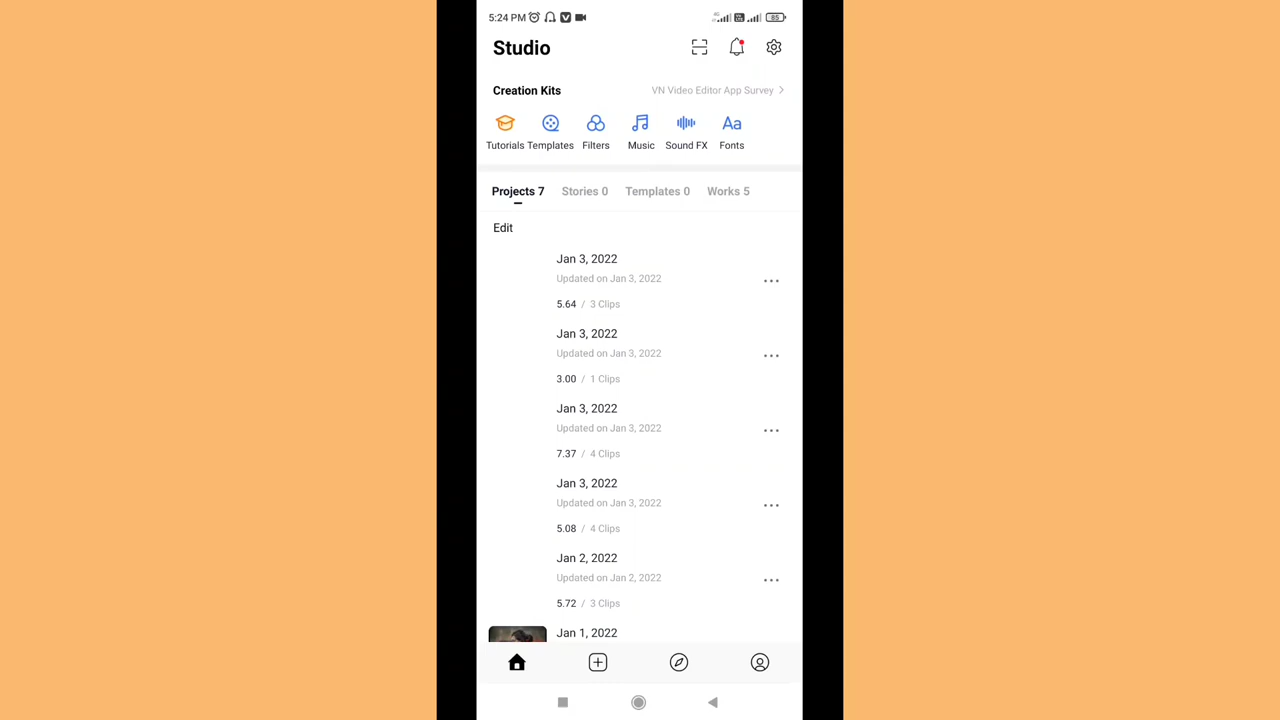 5:24 PM
85
Studio
Creation Kits
VN Video Editor App Survey
Tutorials Templates Filters Music Sound FX Aa Fonts
Projects 7 Stories 0 Templates 0 Works 5
Edit
Jan 3, 2022
Updated on Jan 3, 2022
5.64 / 3 Clips
Jan 3, 2022
Updated on Jan 3, 2022
3.00 / 1 Clips
Jan 3, 2022
Updated on Jan 3, 2022
7.37 / 4 Clips
Jan 3, 2022
Updated on Jan 3, 2022
5.08 / 4 Clips
Jan 2, 2022
Updated on Jan 2, 2022
5.72 / 3 Clips
Jan 1, 2022